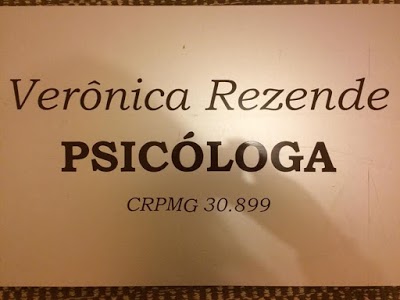 Verônica Rezende
PSICÓLOGA
CRPMG 30.899